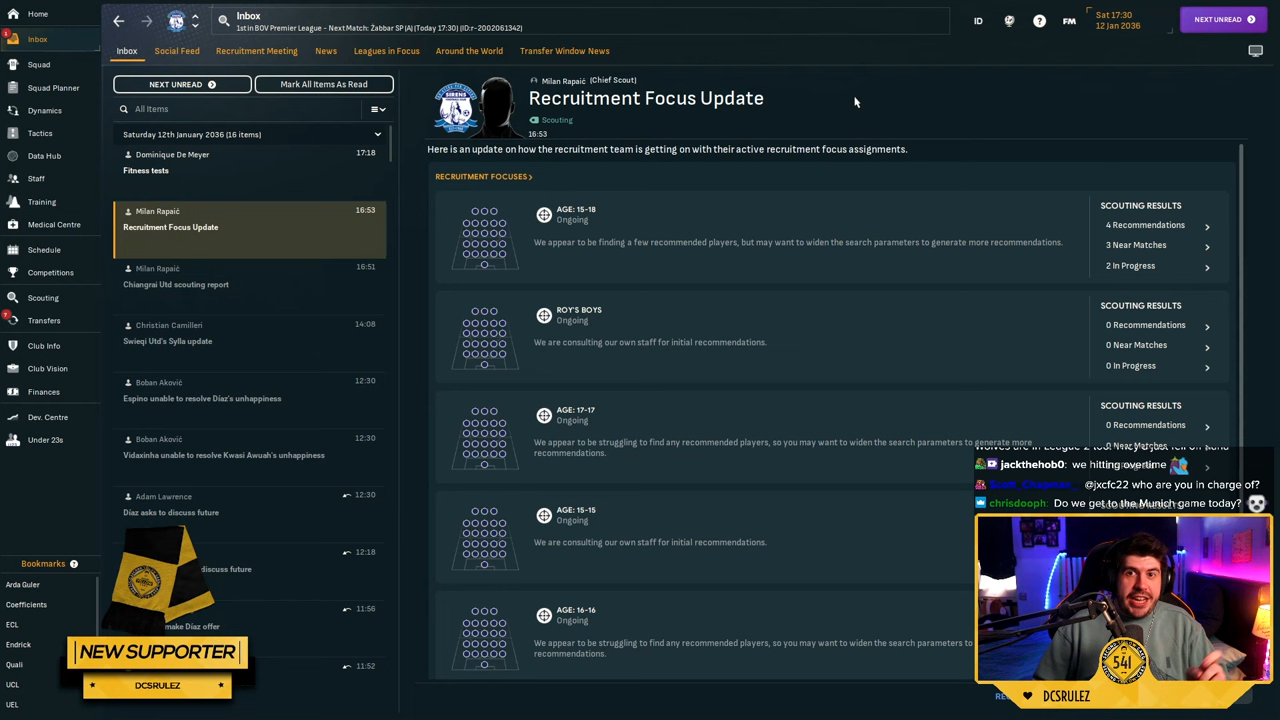 Home
1
Inbox
Squad
Squad Planner
Dynamics
Tactics
Data Hub
Staff
Training
Medical Centre
Schedule
Competitions
Scouting
7
Transfers
Club Info
Club Vision
Finances
Dev. Centre
Under 23s
Bookmarks ?
Arda Guler
Coefficients
ECL
Endrick
Quali
UCL
UEL
Inbox
1st in BOV Premier League - Next Match: Żabbar SP (A) (Today 17:30) (ID:r-2002061342)
ID
?
FM
Sat 17:30
12 Jan 2036
NEXT UNREAD
Inbox
Social Feed
Recruitment Meeting
News
Leagues in Focus
Around the World
Transfer Window News
NEXT UNREAD
Mark All Items As Read
All Items
Saturday 12th January 2036 (16 items)
Dominique De Meyer 17:18
Fitness tests
Milan Rapaić 16:53
Recruitment Focus Update
Milan Rapaić 16:51
Chiangrai Utd scouting report
Christian Camilleri 14:08
Swieqi Utd's Sylla update
Boban Aković 12:30
Espino unable to resolve Díaz's unhappiness
Boban Aković 12:30
Vidaxinha unable to resolve Kwasi Awuah's unhappiness
Adam Lawrence 12:30
Díaz asks to discuss future
12:18
discuss future
11:56
make Díaz offer
11:52
Milan Rapaić (Chief Scout)
Recruitment Focus Update
Scouting
16:53
Here is an update on how the recruitment team is getting on with their active recruitment focus assignments.
RECRUITMENT FOCUSES
AGE: 15-18
Ongoing
We appear to be finding a few recommended players, but may want to widen the search parameters to generate more recommendations.
SCOUTING RESULTS
4 Recommendations
3 Near Matches
2 In Progress
ROY'S BOYS
Ongoing
We are consulting our own staff for initial recommendations.
SCOUTING RESULTS
0 Recommendations
0 Near Matches
0 In Progress
AGE: 17-17
Ongoing
We appear to be struggling to find any recommended players, so you may want to widen the search parameters to generate more
recommendations.
SCOUTING RESULTS
0 Recommendations
0 Near Matches
AGE: 15-15
Ongoing
We are consulting our own staff for initial recommendations.
AGE: 16-16
Ongoing
We appear to be struggling to find any recommended players, so you may want to widen the search parameters to
recommendations.
jackthehob0: we hitting overtime
Scott_Chapman_ @jxcfc22 who are you in charge of?
chrisdooph: Do we get to the Munich game today?
541
DCSRULEZ
NEW SUPPORTER
DCSRULEZ